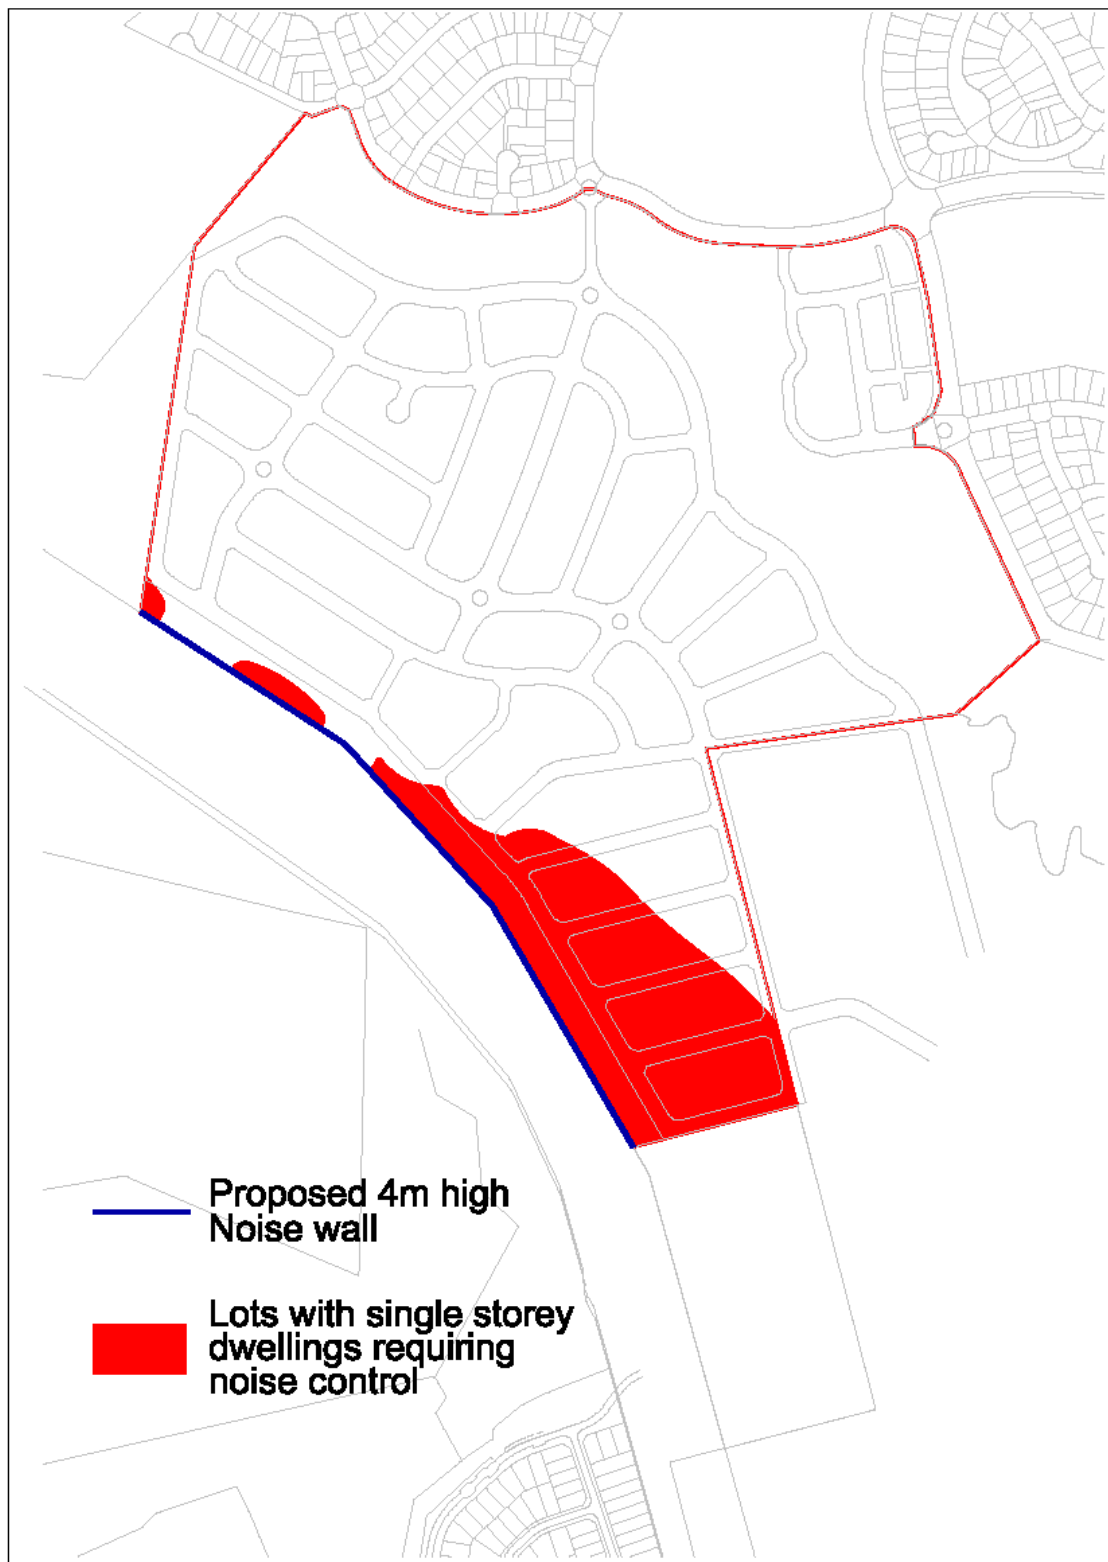 Proposed 4m high
Noise wall
Lots with single storey
dwellings requiring
noise control